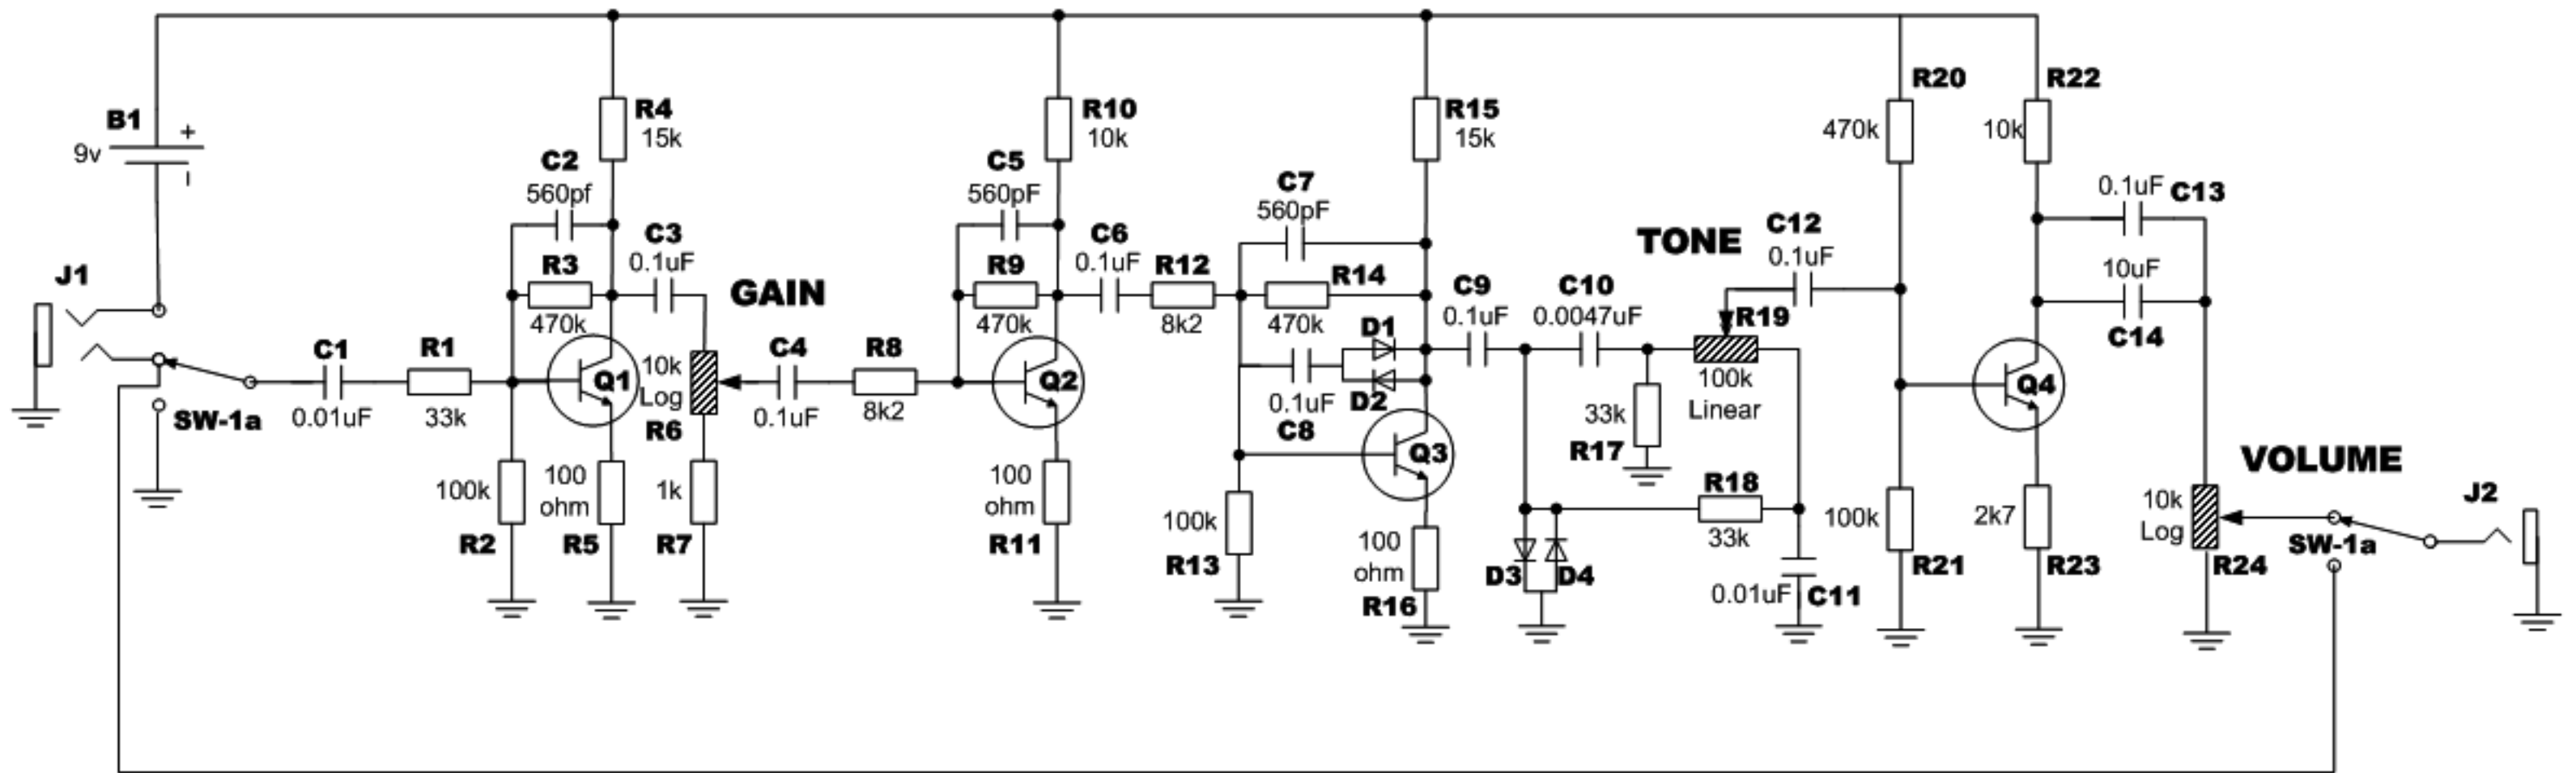 B1
9v
+
J1
SW-1a
C1
0.01uF
R1
33k
C2
560pf
R3
470k
R4
15k
Q1
100k
R2
100
ohm
R5
C3
0.1uF
GAIN
10k
Log
R6
1k
R7
C4
0.1uF
R8
8k2
C5
560pF
R9
470k
R10
10k
Q2
100
ohm
R11
C6
0.1uF
R12
8k2
C7
560pF
R14
470k
R15
15k
D1
D2
0.1uF
C8
Q3
100k
R13
100
ohm
R16
C9
0.1uF
C10
0.0047uF
TONE
R19
100k
Linear
33k
R17
R18
33k
D3
D4
0.01uF
C11
C12
0.1uF
R20
470k
100k
R21
R22
10k
Q4
2k7
R23
0.1uF
C13
10uF
C14
VOLUME
10k
Log
R24
SW-1a
J2